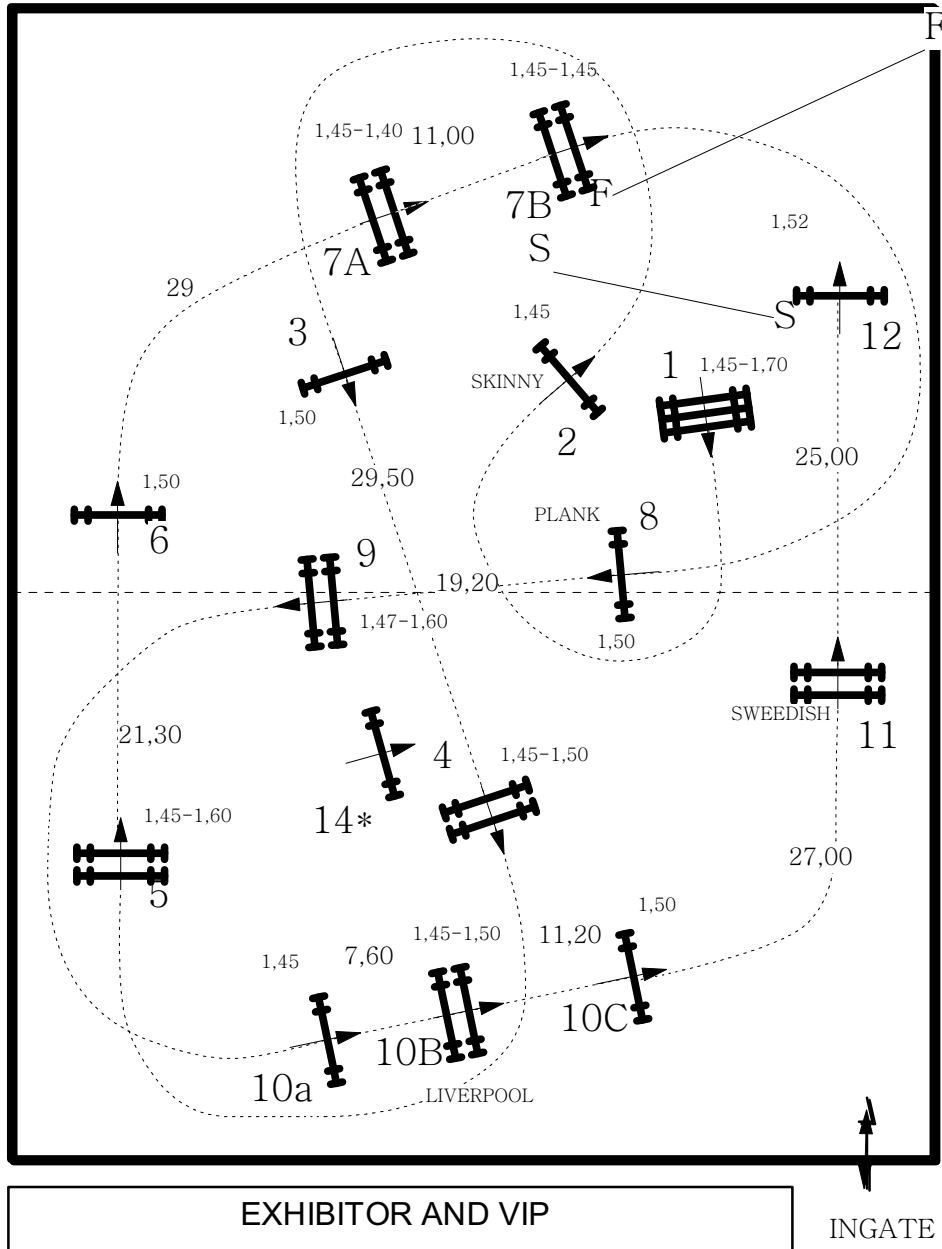 F
1,45-1,45
1,45-1,40
11,00
7B
F
S
7A
1,52
29
3
1,45
S
12
SKINNY
1
1,45-1,70
1,50
2
29,50
25,00
1,50
6
PLANK
8
9
19,20
1,47-1,60
1,50
SWEEDISH
11
21,30
4
1,45-1,50
14*
1,45-1,60
5
27,00
1,50
1,45
7,60
1,45-1,50
11,20
10C
10B
10a
LIVERPOOL
EXHIBITOR AND VIP
INGATE